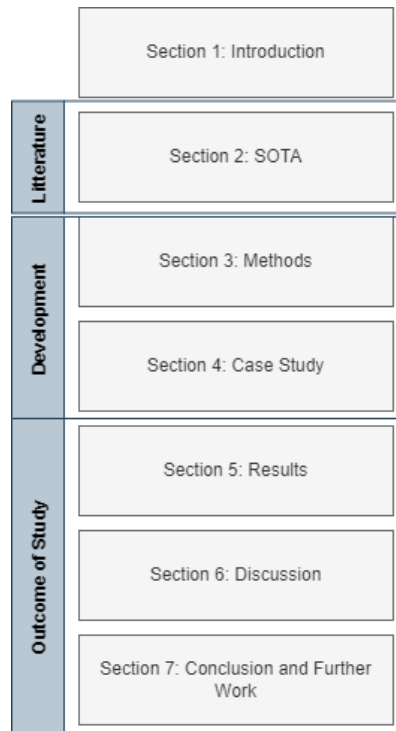 Section 1: Introduction
Litterature
Section 2: SOTA
Development
Section 3: Methods
Section 4: Case Study
Outcome of Study
Section 5: Results
Section 6: Discussion
Section 7: Conclusion and Further
Work